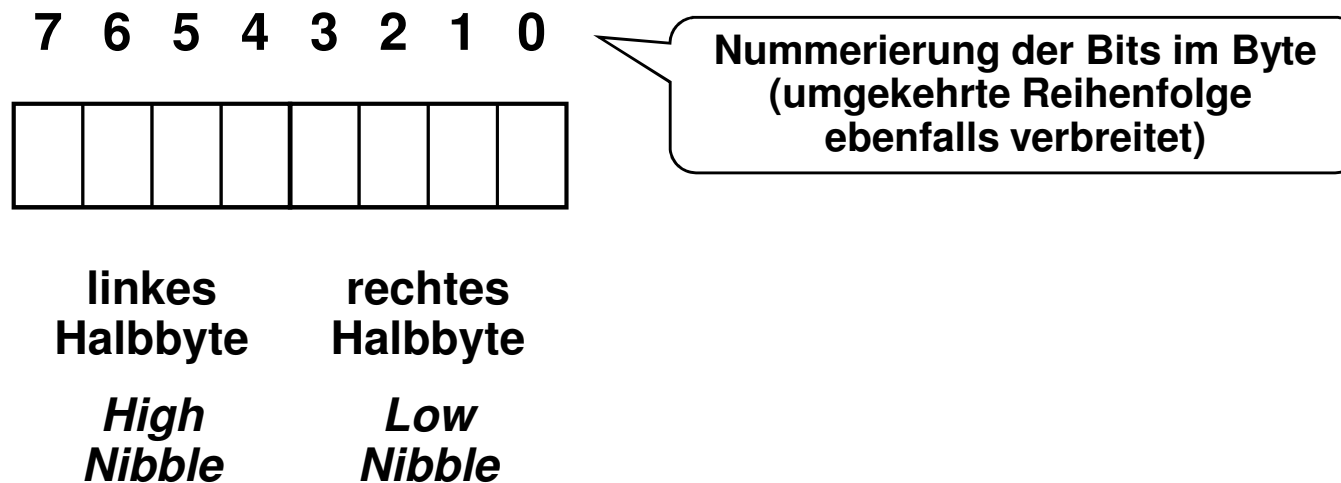 7 6 5 4 3 2 1 0
Nummerierung der Bits im Byte
(umgekehrte Reihenfolge
ebenfalls verbreitet)
linkes
Halbbyte
rechtes
Halbbyte
High
Nibble
Low
Nibble